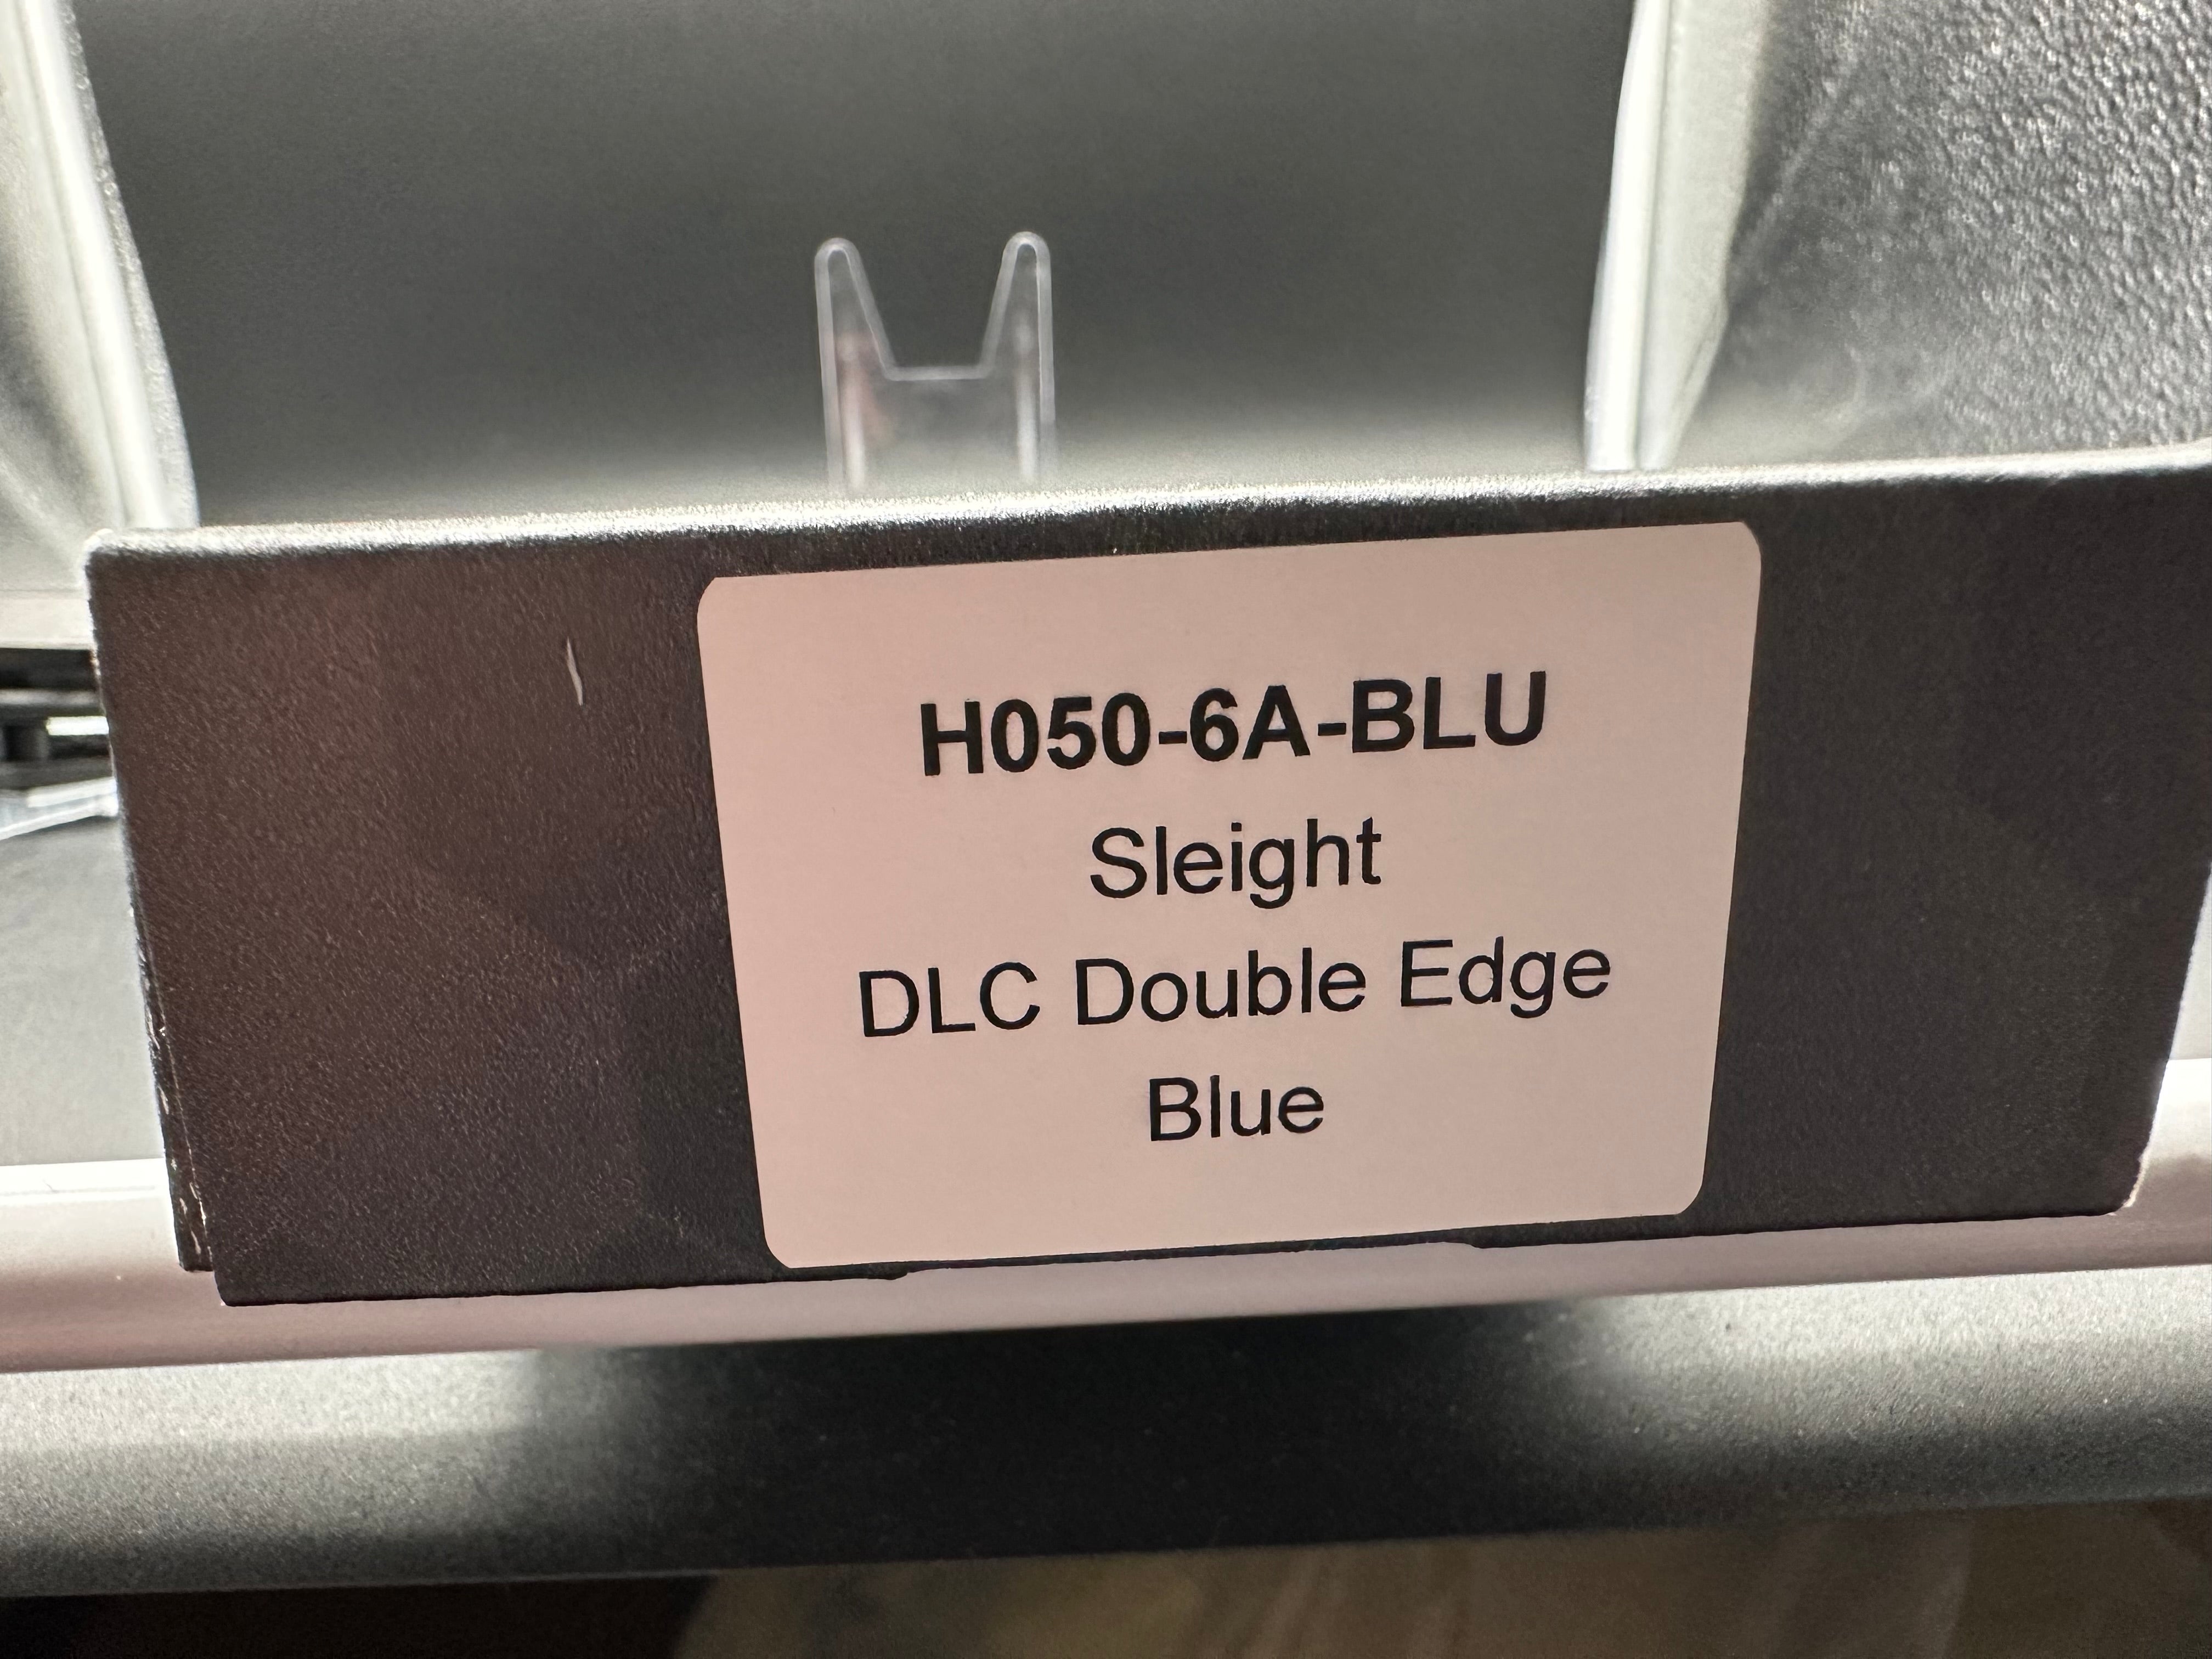 H050-6A-BLU
Sleight
DLC Double Edge
Blue